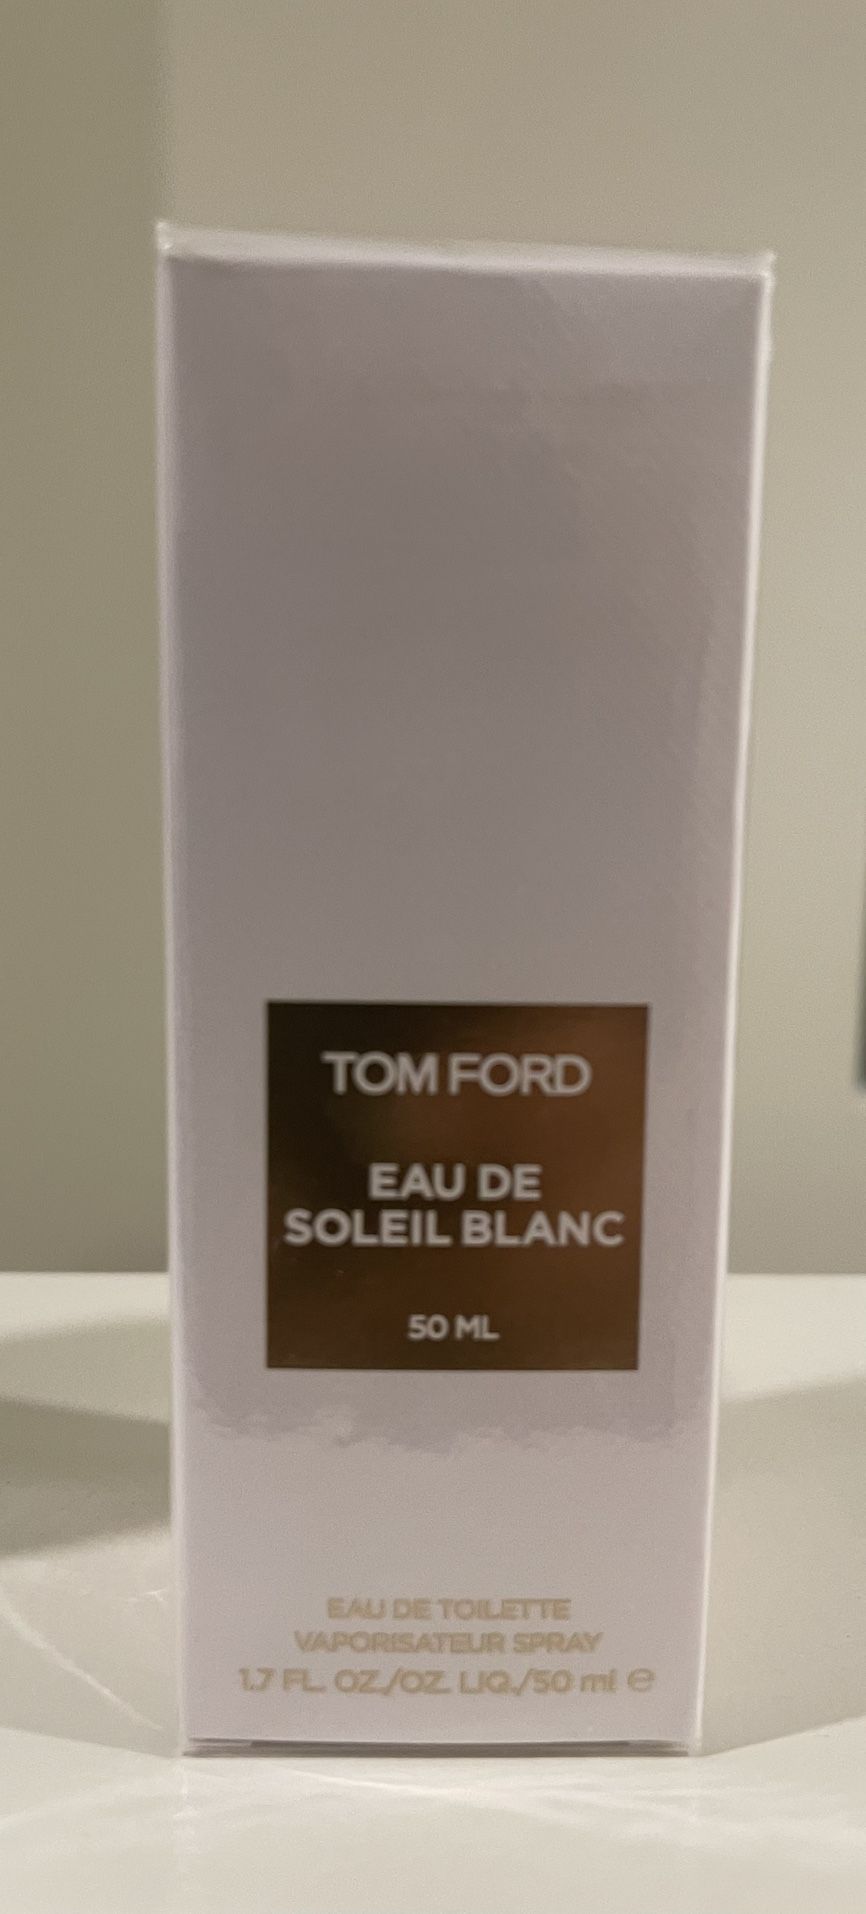 TOM FORD
EAU DE
SOLEIL BLANC
50 ML
EAU DE TOILETTE
VAPORISATEUR SPRAY
1.7 FL. OZ./OZ. LIQ./50 ml ℮